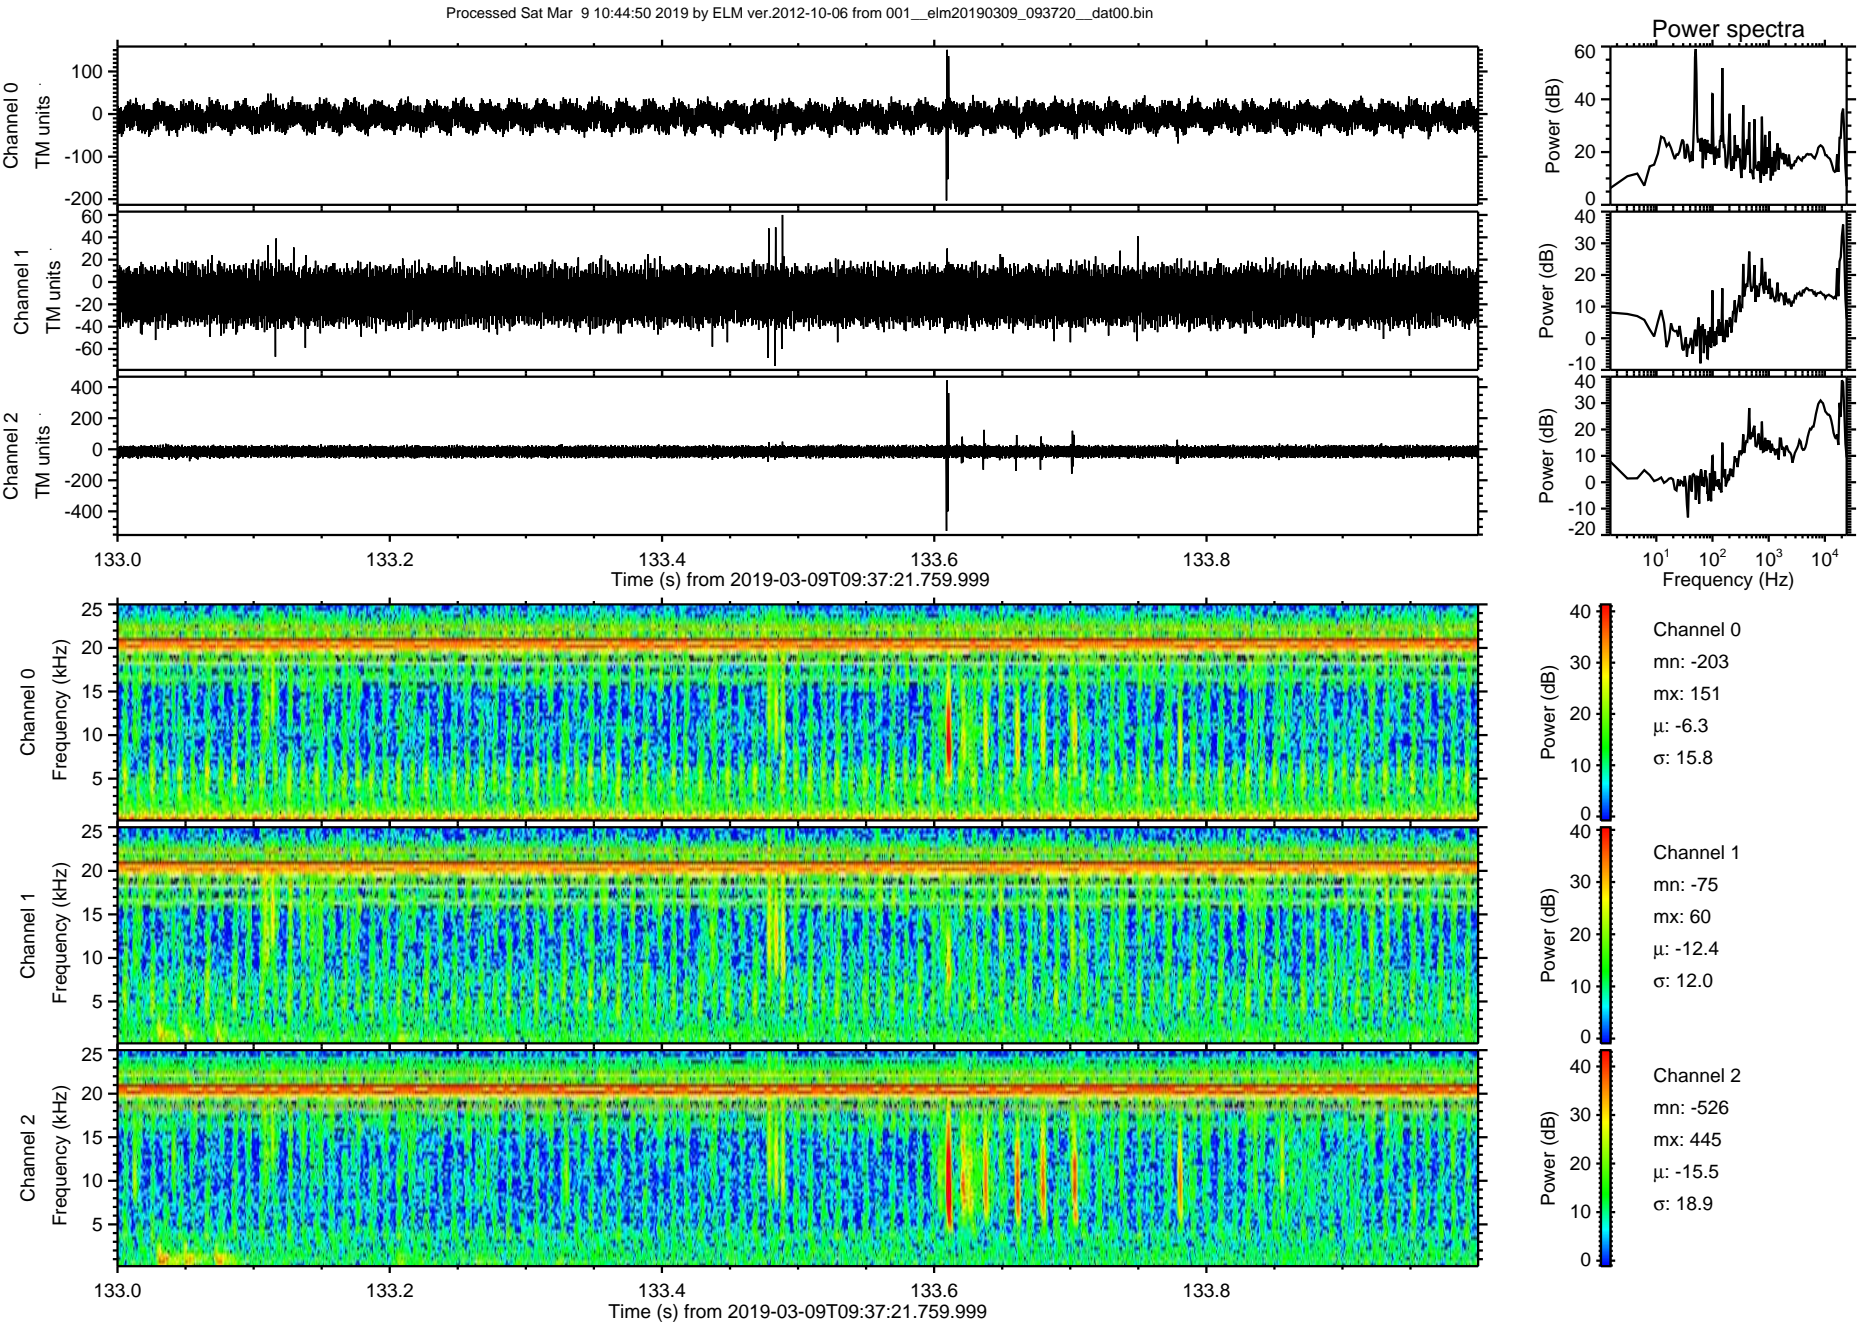 Processed Sat Mar  9 10:44:50 2019 by ELM ver.2012-10-06 from 001__elm20190309_093720__dat00.bin
Power spectra
Channel 0
TM units
100
0
-100
-200
Power (dB)
60
40
20
0
Channel 1
TM units
60
40
20
0
-20
-40
-60
Power (dB)
40
30
20
10
0
-10
Channel 2
TM units
400
200
0
-200
-400
Power (dB)
40
30
20
10
0
-10
-20
133.0 133.2 133.4 133.6 133.8
Time (s) from 2019-03-09T09:37:21.759.999
10¹ 10² 10³ 10⁴
Frequency (Hz)
Channel 0
Frequency (kHz)
25
20
15
10
5
Power (dB)
40
30
20
10
0
Channel 0
mn: -203
mx: 151
μ: -6.3
σ: 15.8
Channel 1
Frequency (kHz)
25
20
15
10
5
Power (dB)
40
30
20
10
0
Channel 1
mn: -75
mx: 60
μ: -12.4
σ: 12.0
Channel 2
Frequency (kHz)
25
20
15
10
5
Power (dB)
40
30
20
10
0
Channel 2
mn: -526
mx: 445
μ: -15.5
σ: 18.9
133.0 133.2 133.4 133.6 133.8
Time (s) from 2019-03-09T09:37:21.759.999